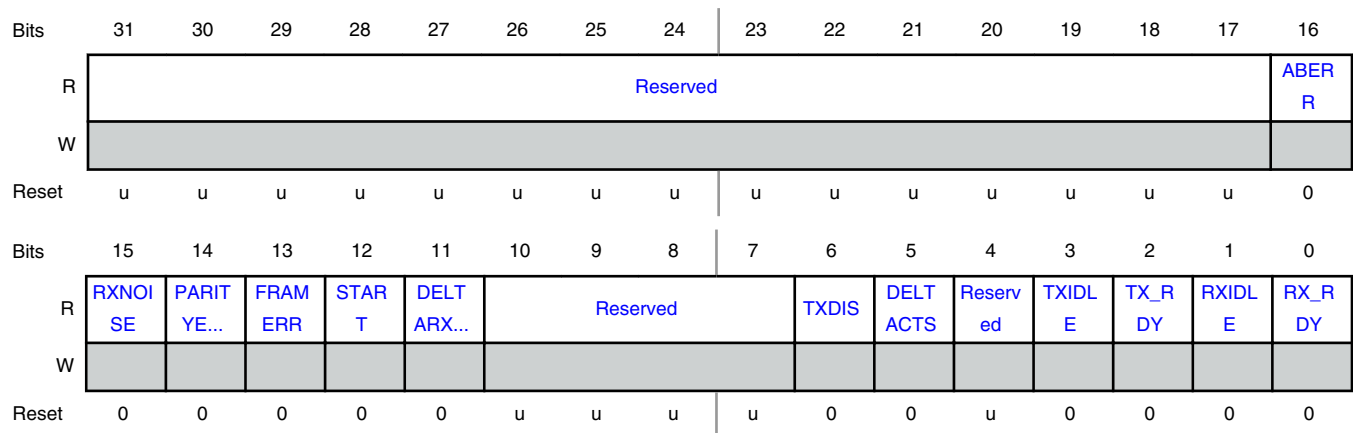 Bits 31 30 29 28 27 26 25 24 23 22 21 20 19 18 17 16
R Reserved ABER
R
W
Reset u u u u u u u u u u u u u u u 0
Bits 15 14 13 12 11 10 9 8 7 6 5 4 3 2 1 0
R RXNOI PARIT FRAM STAR DELT Reserved TXDIS DELT Reserv TXIDL TX_R RXIDL RX_R
SE YE... ERR T ARX... ACTS ed E DY E DY
W
Reset 0 0 0 0 0 u u u u 0 0 u 0 0 0 0